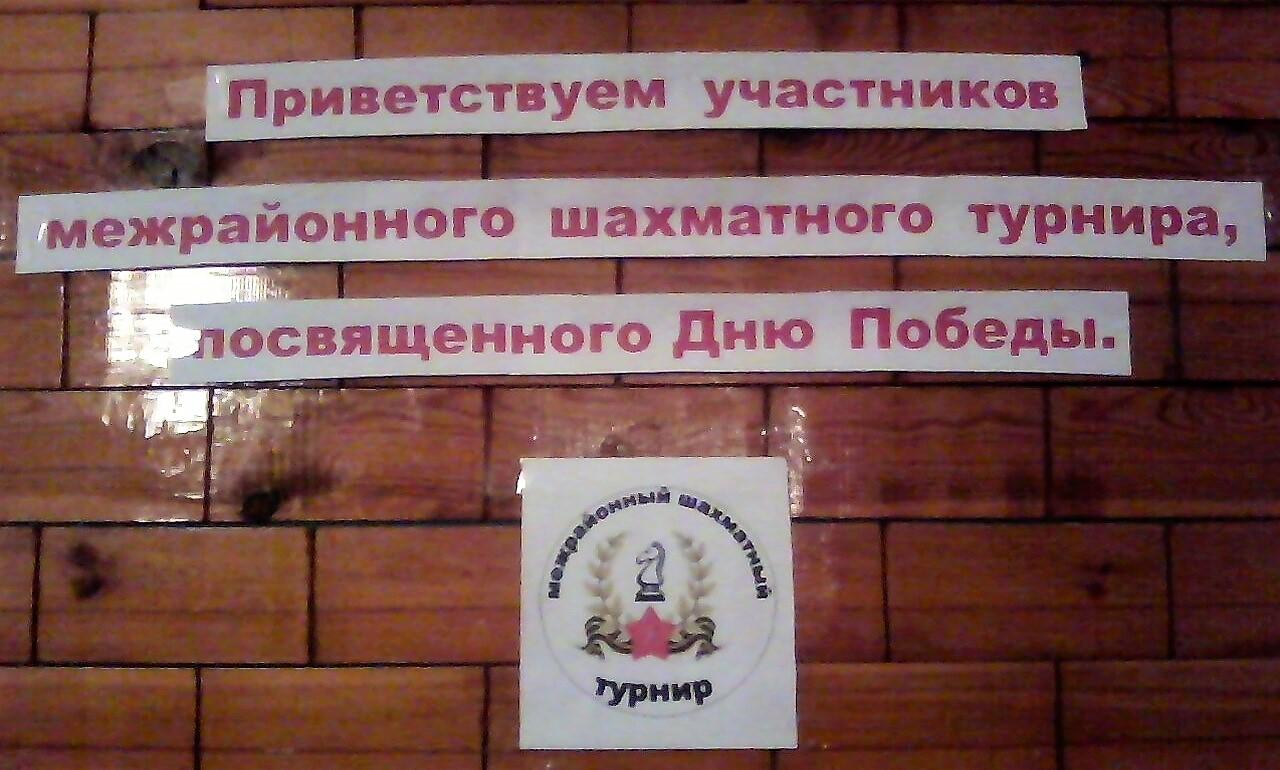 Приветствуем участников
межрайонного шахматного турнира,
посвященного Дню Победы.
межрайонный шахматный
турнир